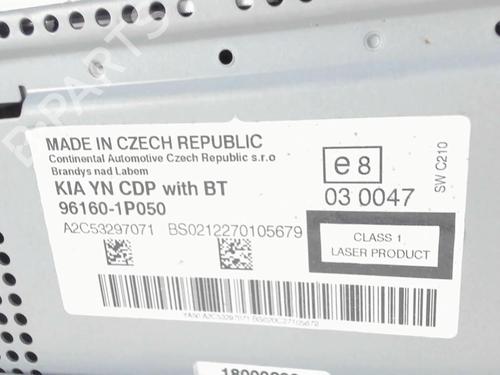 MADE IN CZECH REPUBLIC
Continental Automotive Czech Republic s.r.o
Brandys nad Labem
KIA YN CDP with BT
96160-1P050
A2C53297071 BS0212270105679
e8
03 0047
SW C210
CLASS 1
LASER PRODUCT
B-PARTS